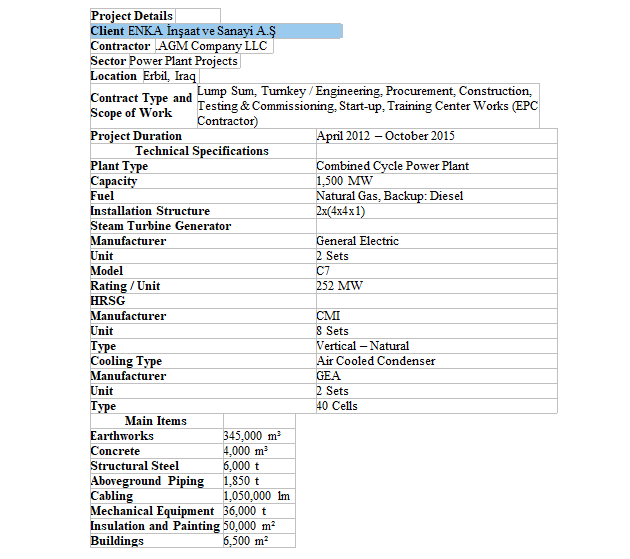 Project Details
Client ENKA İnşaat ve Sanayi A.Ş
Contractor .AGM Company LLC
Sector Power Plant Projects
Location Erbil, Iraq
Contract Type and Scope of Work Lump Sum, Turnkey / Engineering, Procurement, Construction, Testing & Commissioning, Start-up, Training Center Works (EPC Contractor)
Project Duration April 2012 – October 2015
Technical Specifications
Plant Type Combined Cycle Power Plant
Capacity 1,500 MW
Fuel Natural Gas, Backup: Diesel
Installation Structure 2x(4x4x1)
Steam Turbine Generator
Manufacturer General Electric
Unit 2 Sets
Model C7
Rating / Unit 252 MW
HRSG
Manufacturer CMI
Unit 8 Sets
Type Vertical – Natural
Cooling Type Air Cooled Condenser
Manufacturer GEA
Unit 2 Sets
Type 40 Cells
Main Items
Earthworks 345,000 m³
Concrete 4,000 m³
Structural Steel 6,000 t
Aboveground Piping 1,850 t
Cabling 1,050,000 lm
Mechanical Equipment 36,000 t
Insulation and Painting 50,000 m²
Buildings 6,500 m²